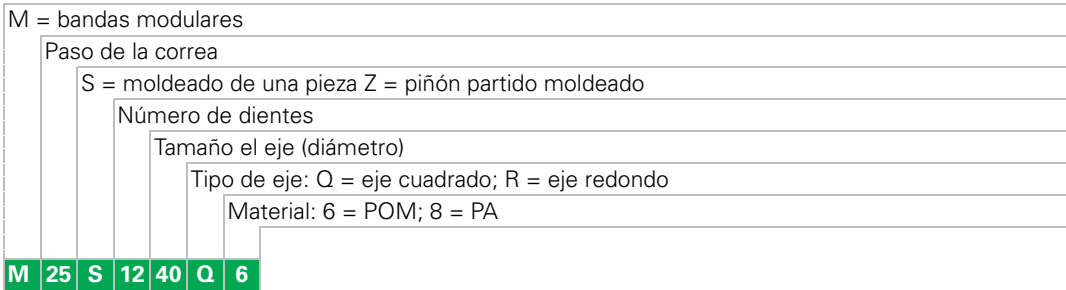 M = bandas modulares
Paso de la correa
S = moldeado de una pieza Z = piñón partido moldeado
Número de dientes
Tamaño el eje (diámetro)
Tipo de eje: Q = eje cuadrado; R = eje redondo
Material: 6 = POM; 8 = PA
M 25 S 12 40 Q 6